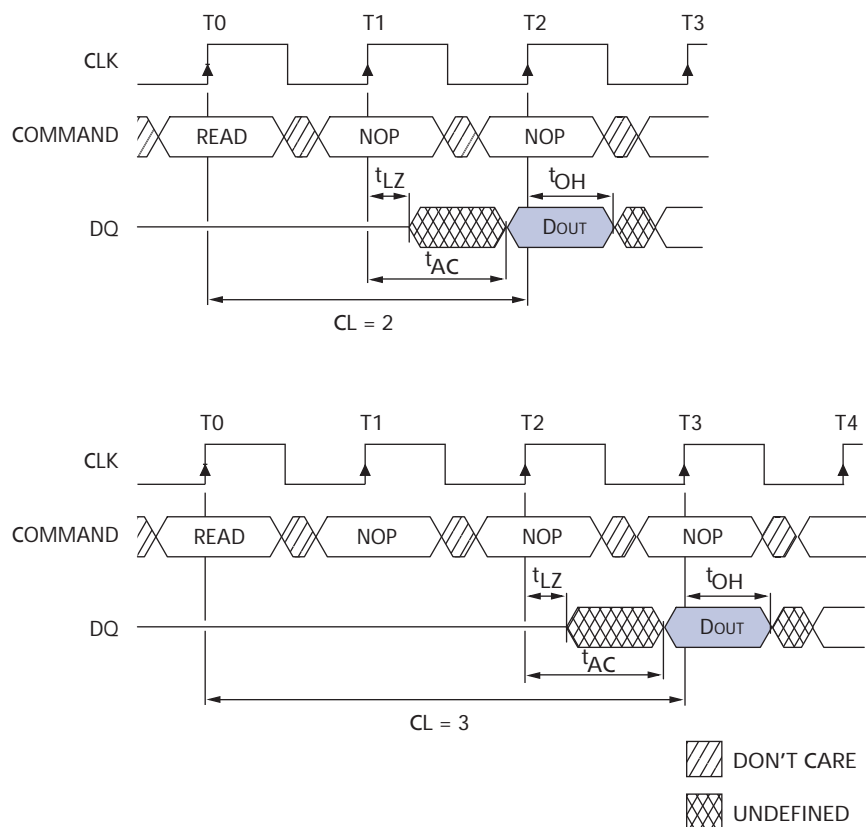 T0 T1 T2 T3
CLK
COMMAND READ NOP NOP
tLZ tOH
DQ DOUT
tAC
CL = 2
T0 T1 T2 T3 T4
CLK
COMMAND READ NOP NOP NOP
tLZ tOH
DQ DOUT
tAC
CL = 3
DON'T CARE
UNDEFINED